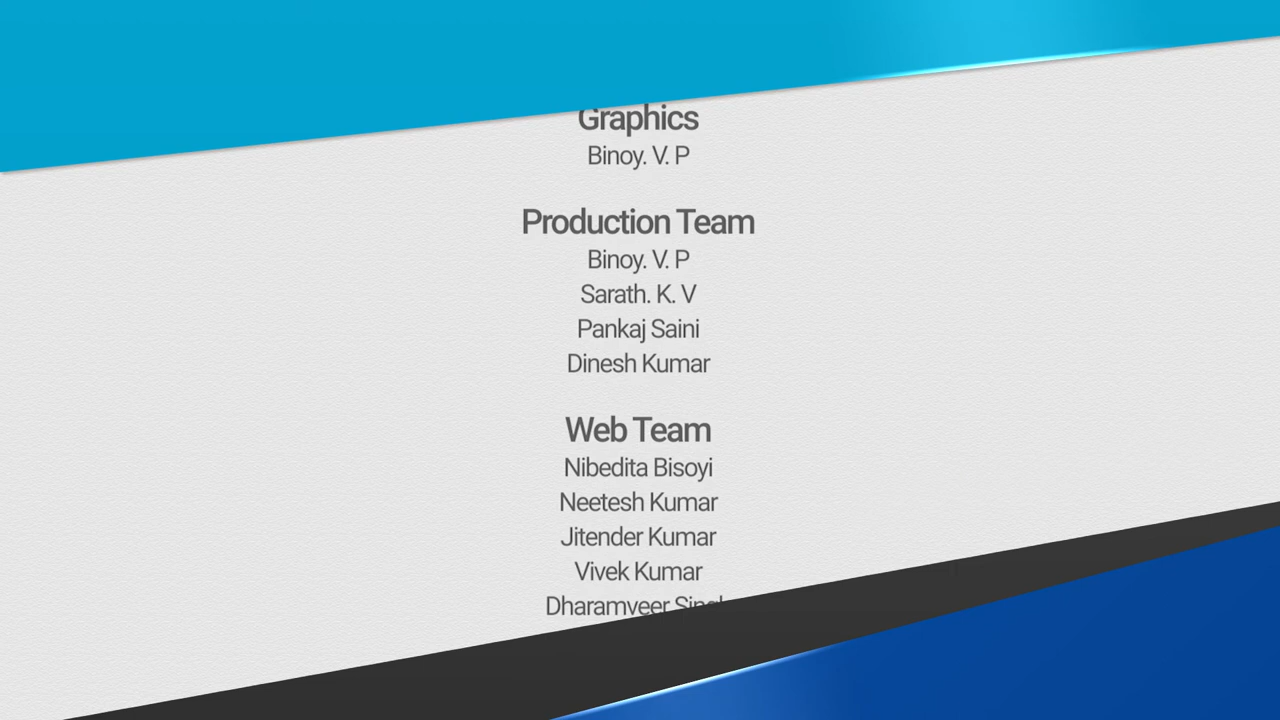 Graphics
Binoy. V. P
Production Team
Binoy. V. P
Sarath. K. V
Pankaj Saini
Dinesh Kumar
Web Team
Nibedita Bisoyi
Neetesh Kumar
Jitender Kumar
Vivek Kumar
Dharamveer